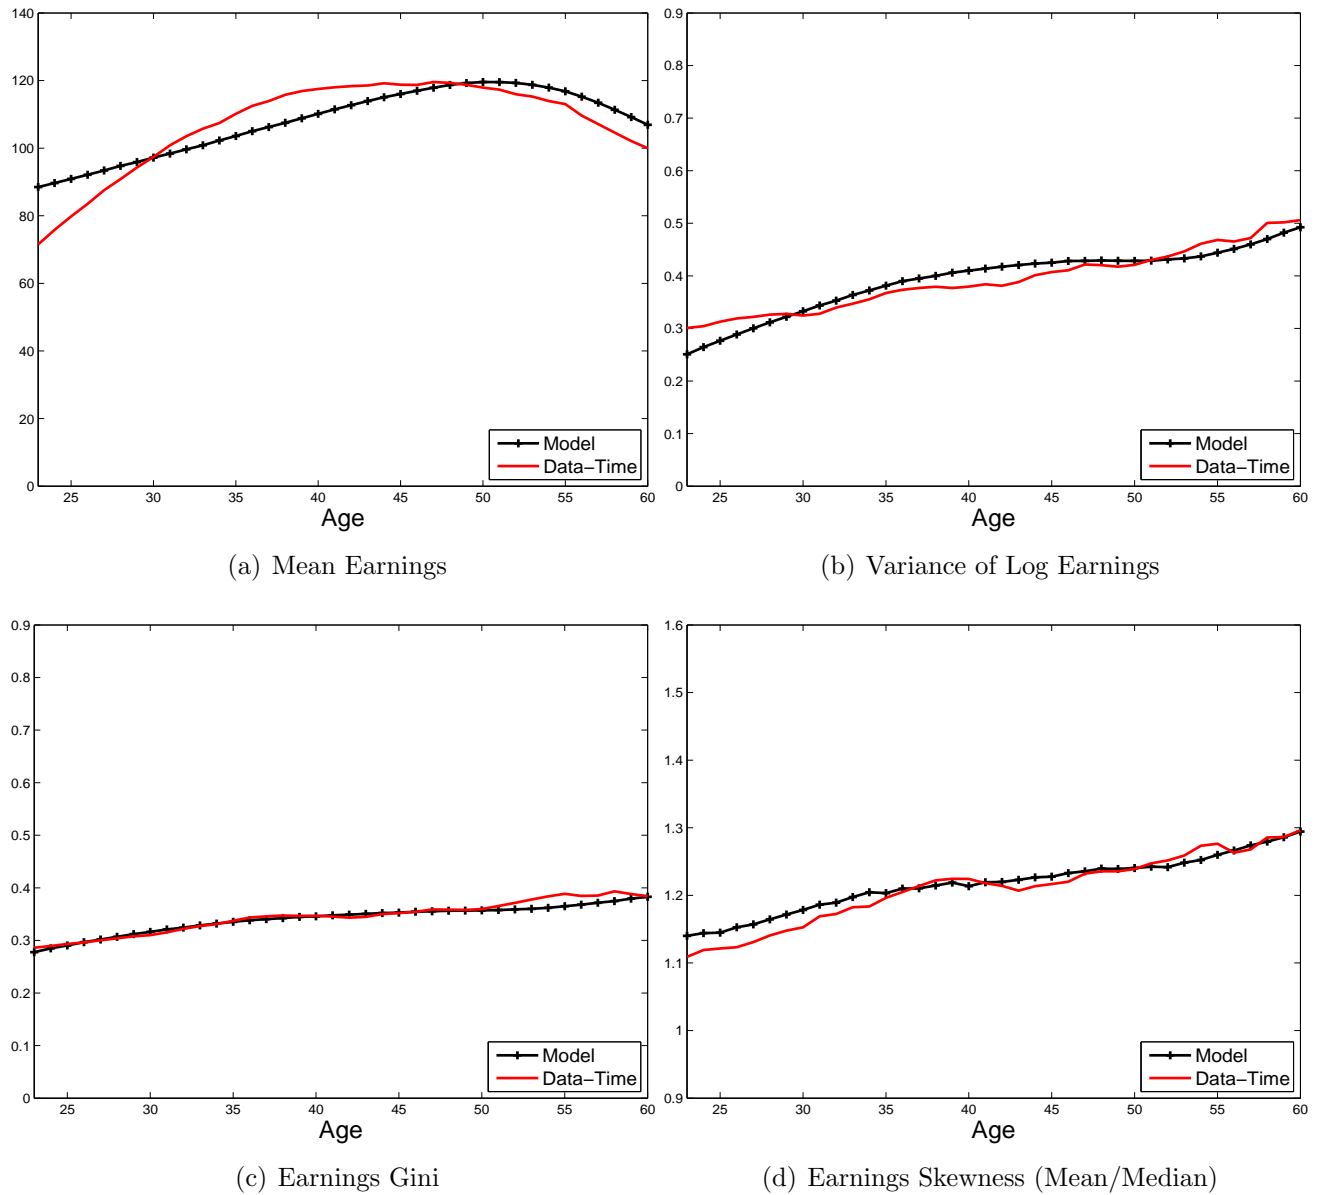 140
120
100
80
60
40
20
0
25 30 35 40 45 50 55 60
Age
Model
Data-Time
(a) Mean Earnings
0.9
0.8
0.7
0.6
0.5
0.4
0.3
0.2
0.1
0
25 30 35 40 45 50 55 60
Age
Model
Data-Time
(b) Variance of Log Earnings
0.9
0.8
0.7
0.6
0.5
0.4
0.3
0.2
0.1
0
25 30 35 40 45 50 55 60
Age
Model
Data-Time
(c) Earnings Gini
1.6
1.5
1.4
1.3
1.2
1.1
1
0.9
25 30 35 40 45 50 55 60
Age
Model
Data-Time
(d) Earnings Skewness (Mean/Median)